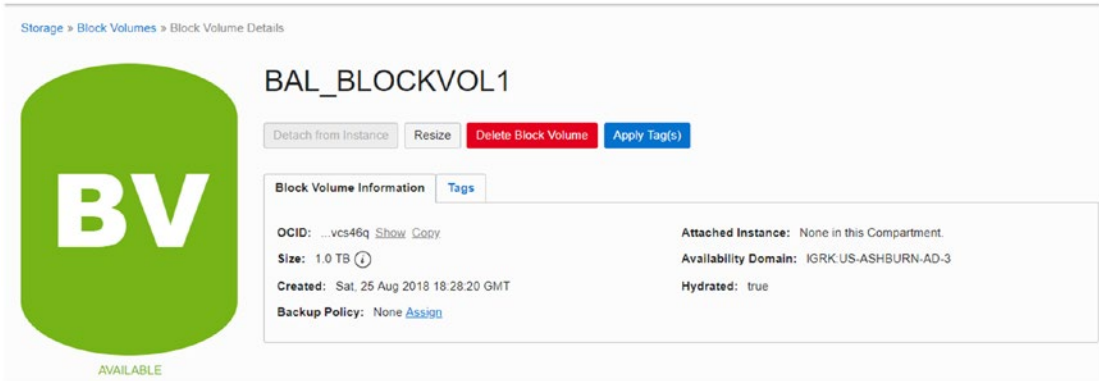 Storage » Block Volumes » Block Volume Details
BV
AVAILABLE
BAL_BLOCKVOL1
Detach from Instance Resize Delete Block Volume Apply Tag(s)
Block Volume Information Tags
OCID: ...vcs46q Show Copy
Size: 1.0 TB
Created: Sat, 25 Aug 2018 18:28:20 GMT
Backup Policy: None Assign
Attached Instance: None in this Compartment.
Availability Domain: IGRK:US-ASHBURN-AD-3
Hydrated: true